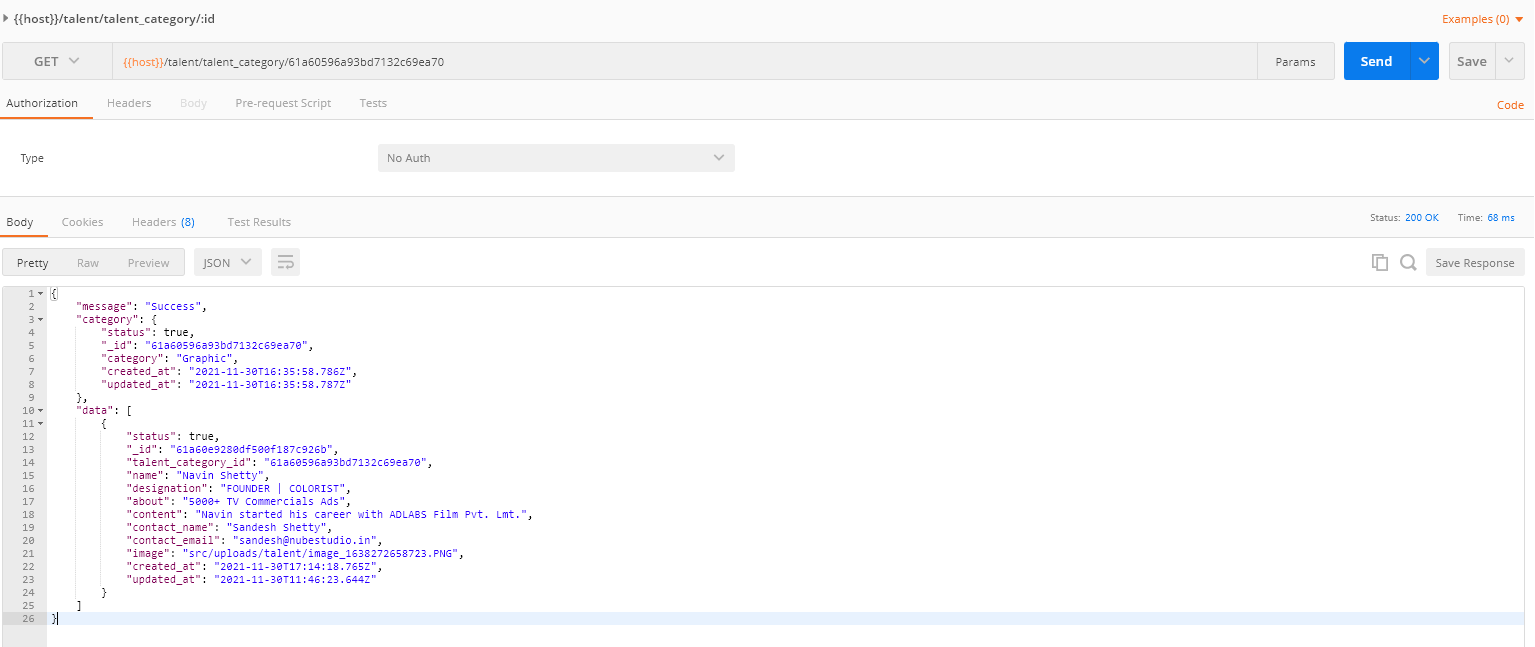 {{host}}/talent/talent_category/:id
Examples (0)
GET
{{host}}/talent/talent_category/61a60596a93bd7132c69ea70
Params
Send
Save
Authorization
Headers
Body
Pre-request Script
Tests
Code
Type
No Auth
Body
Cookies
Headers (8)
Test Results
Status: 200 OK
Time: 68 ms
Pretty
Raw
Preview
JSON
Save Response
1 {
2 "message": "Success",
3 "category": {
4 "status": true,
5 "_id": "61a60596a93bd7132c69ea70",
6 "category": "Graphic",
7 "created_at": "2021-11-30T16:35:58.786Z",
8 "updated_at": "2021-11-30T16:35:58.787Z"
9 },
10 "data": [
11 {
12 "status": true,
13 "_id": "61a60e9280df500f187c926b",
14 "talent_category_id": "61a60596a93bd7132c69ea70",
15 "name": "Navin Shetty",
16 "designation": "FOUNDER | COLORIST",
17 "about": "5000+ TV Commercials Ads",
18 "content": "Navin started his career with ADLABS Film Pvt. Lmt.",
19 "contact_name": "Sandesh Shetty",
20 "contact_email": "sandesh@nubestudio.in",
21 "image": "src/uploads/talent/image_1638272658723.PNG",
22 "created_at": "2021-11-30T17:14:18.765Z",
23 "updated_at": "2021-11-30T11:46:23.644Z"
24 }
25 ]
26 }